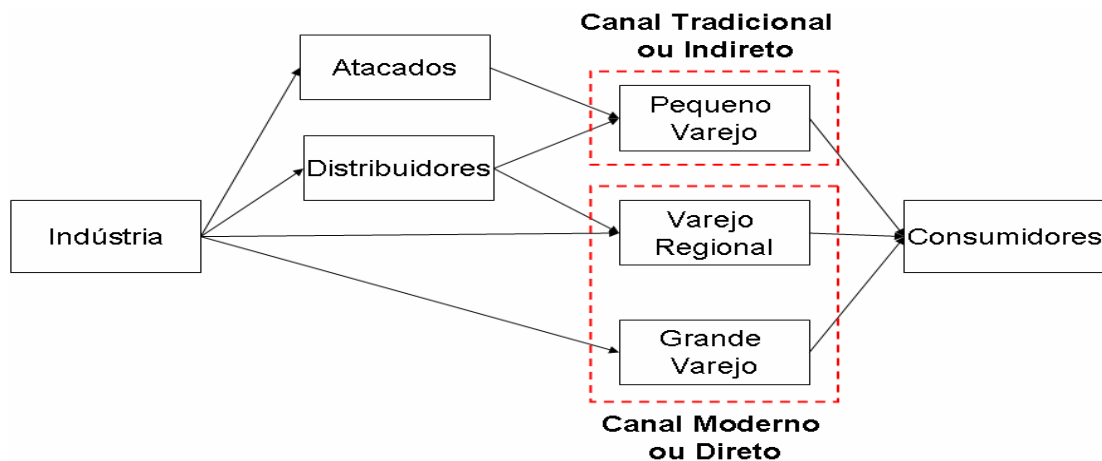 Canal Tradicional
ou Indireto
Atacados
Pequeno
Varejo
Distribuidores
Indústria
Varejo
Regional
Consumidores
Grande
Varejo
Canal Moderno
ou Direto